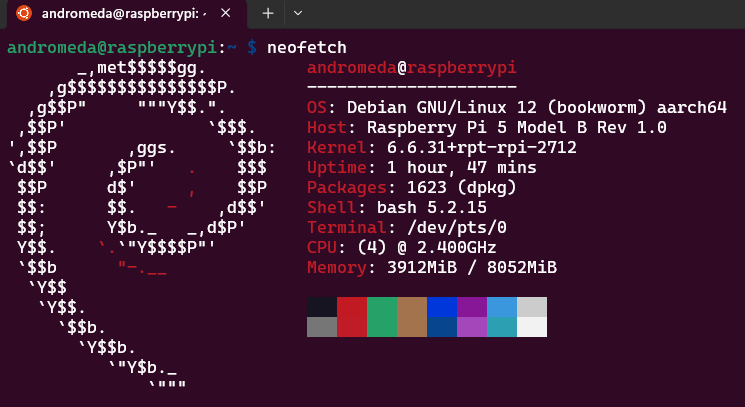 andromeda@raspberrypi: ~
andromeda@raspberrypi:~ $ neofetch
       _,met$$$$$gg.          andromeda@raspberrypi
    ,g$$$$$$$$$$$$$$$P.       ---------------------
  ,g$$P"     """Y$$.".        OS: Debian GNU/Linux 12 (bookworm) aarch64
 ,$$P'              `$$$.     Host: Raspberry Pi 5 Model B Rev 1.0
',$$P       ,ggs.     `$$b:   Kernel: 6.6.31+rpt-rpi-2712
`d$$'     ,$P"'   .    $$$    Uptime: 1 hour, 47 mins
 $$P      d$'     ,    $$P    Packages: 1623 (dpkg)
 $$:      $$.   -    ,d$$'    Shell: bash 5.2.15
 $$;      Y$b._   _,d$P'      Terminal: /dev/pts/0
 Y$$.    `.`"Y$$$$P"'         CPU: (4) @ 2.400GHz
 `$$b      "-.__              Memory: 3912MiB / 8052MiB
  `Y$$
   `Y$$.
     `$$b.
       `Y$$b.
          `"Y$b._
              `"""